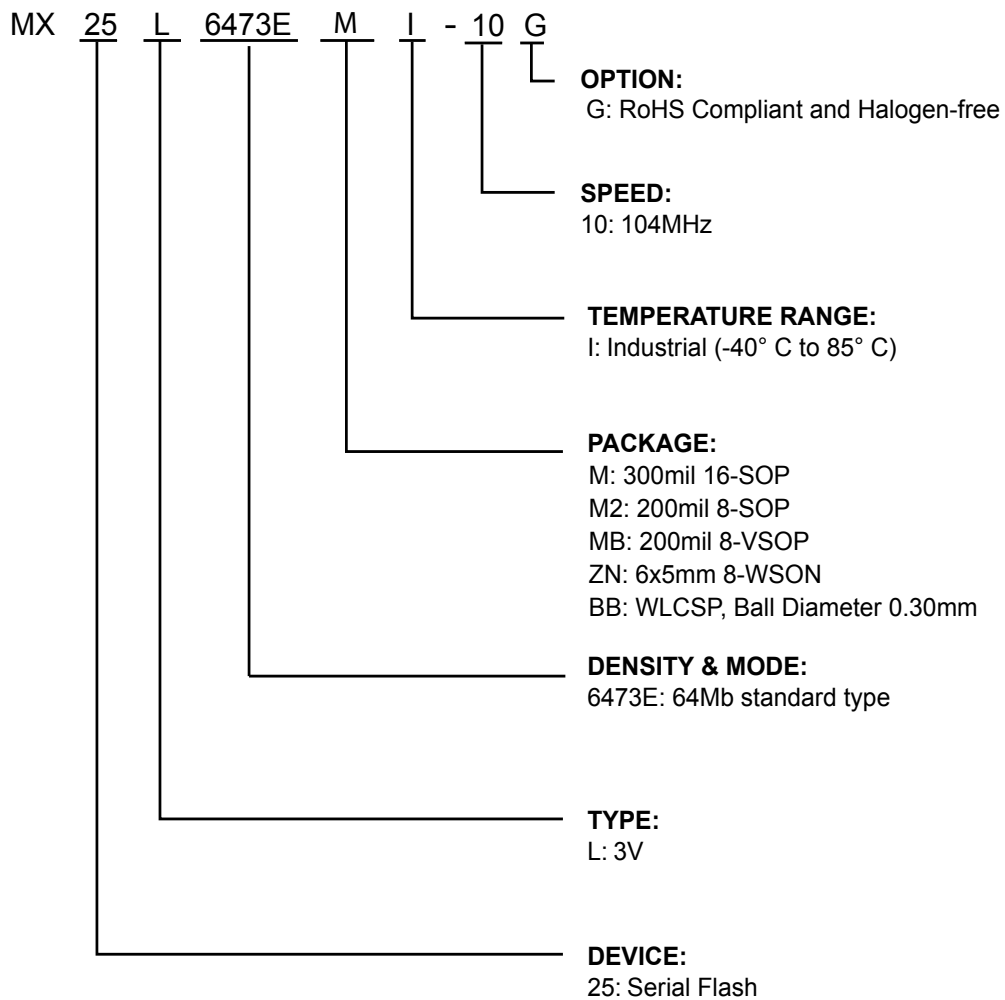 MX 25 L 6473E M I - 10 G
OPTION:
G: RoHS Compliant and Halogen-free
SPEED:
10: 104MHz
TEMPERATURE RANGE:
I: Industrial (-40° C to 85° C)
PACKAGE:
M: 300mil 16-SOP
M2: 200mil 8-SOP
MB: 200mil 8-VSOP
ZN: 6x5mm 8-WSON
BB: WLCSP, Ball Diameter 0.30mm
DENSITY & MODE:
6473E: 64Mb standard type
TYPE:
L: 3V
DEVICE:
25: Serial Flash